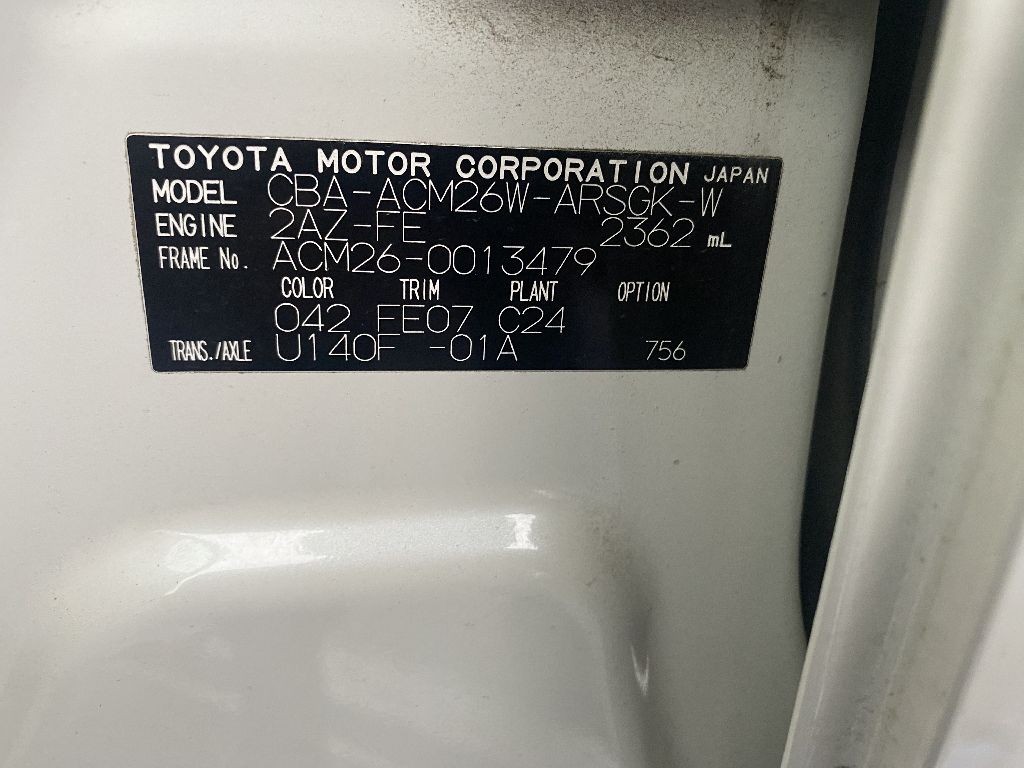 TOYOTA MOTOR CORPORATION JAPAN
MODEL CBA-ACM26W-ARSGK-W
ENGINE 2AZ-FE 2362 mL
FRAME No. ACM26-0013479
COLOR TRIM PLANT OPTION
042 FE07 C24
TRANS./AXLE U140F -01A 756